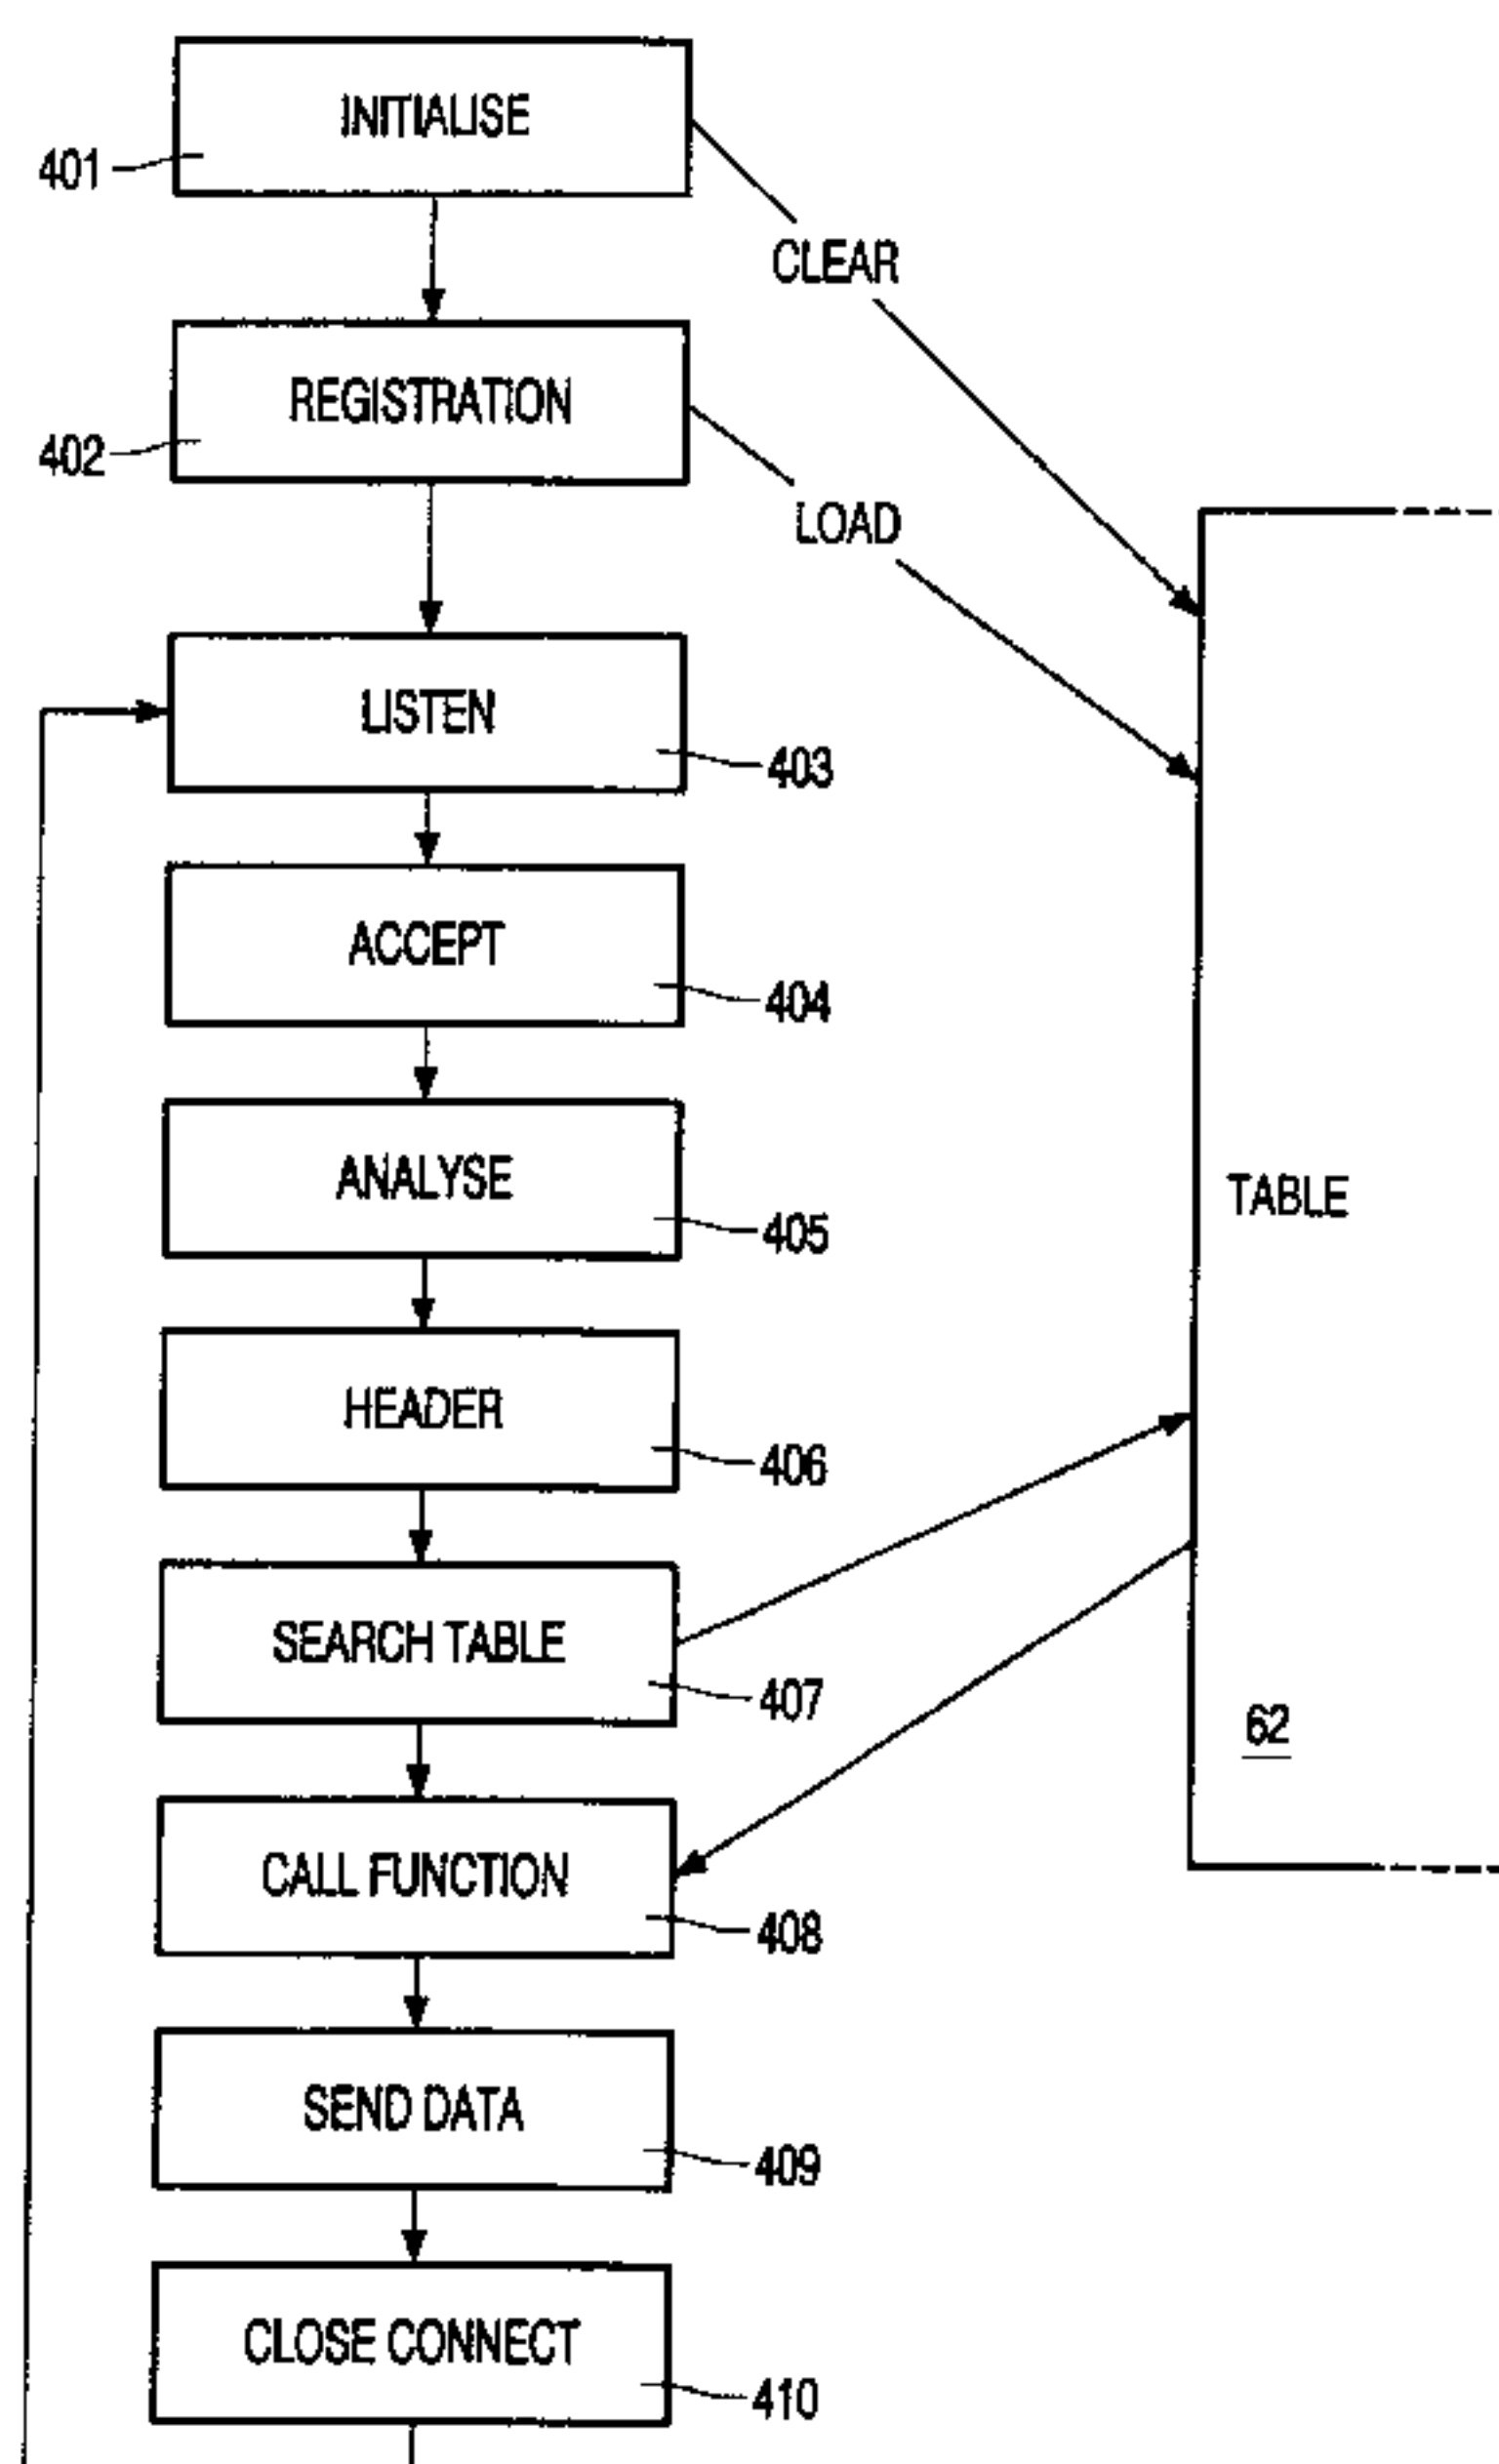 INITIALISE
401
CLEAR
REGISTRATION
402
LOAD
LISTEN
403
ACCEPT
404
ANALYSE
405
TABLE
HEADER
406
SEARCH TABLE
407
62
CALL FUNCTION
408
SEND DATA
409
CLOSE CONNECT
410